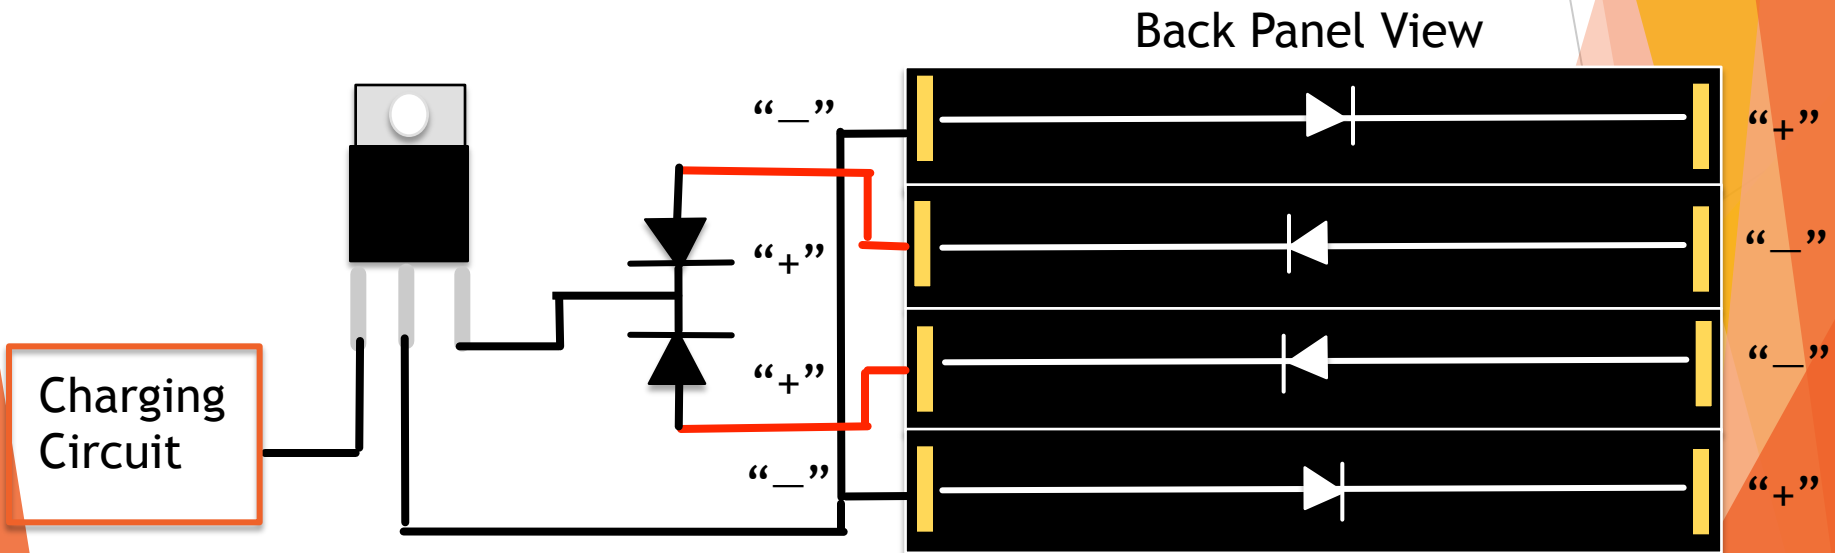 Back Panel View
“—” “+”
“+” “—”
“+” “—”
Charging
Circuit
“—” “+”